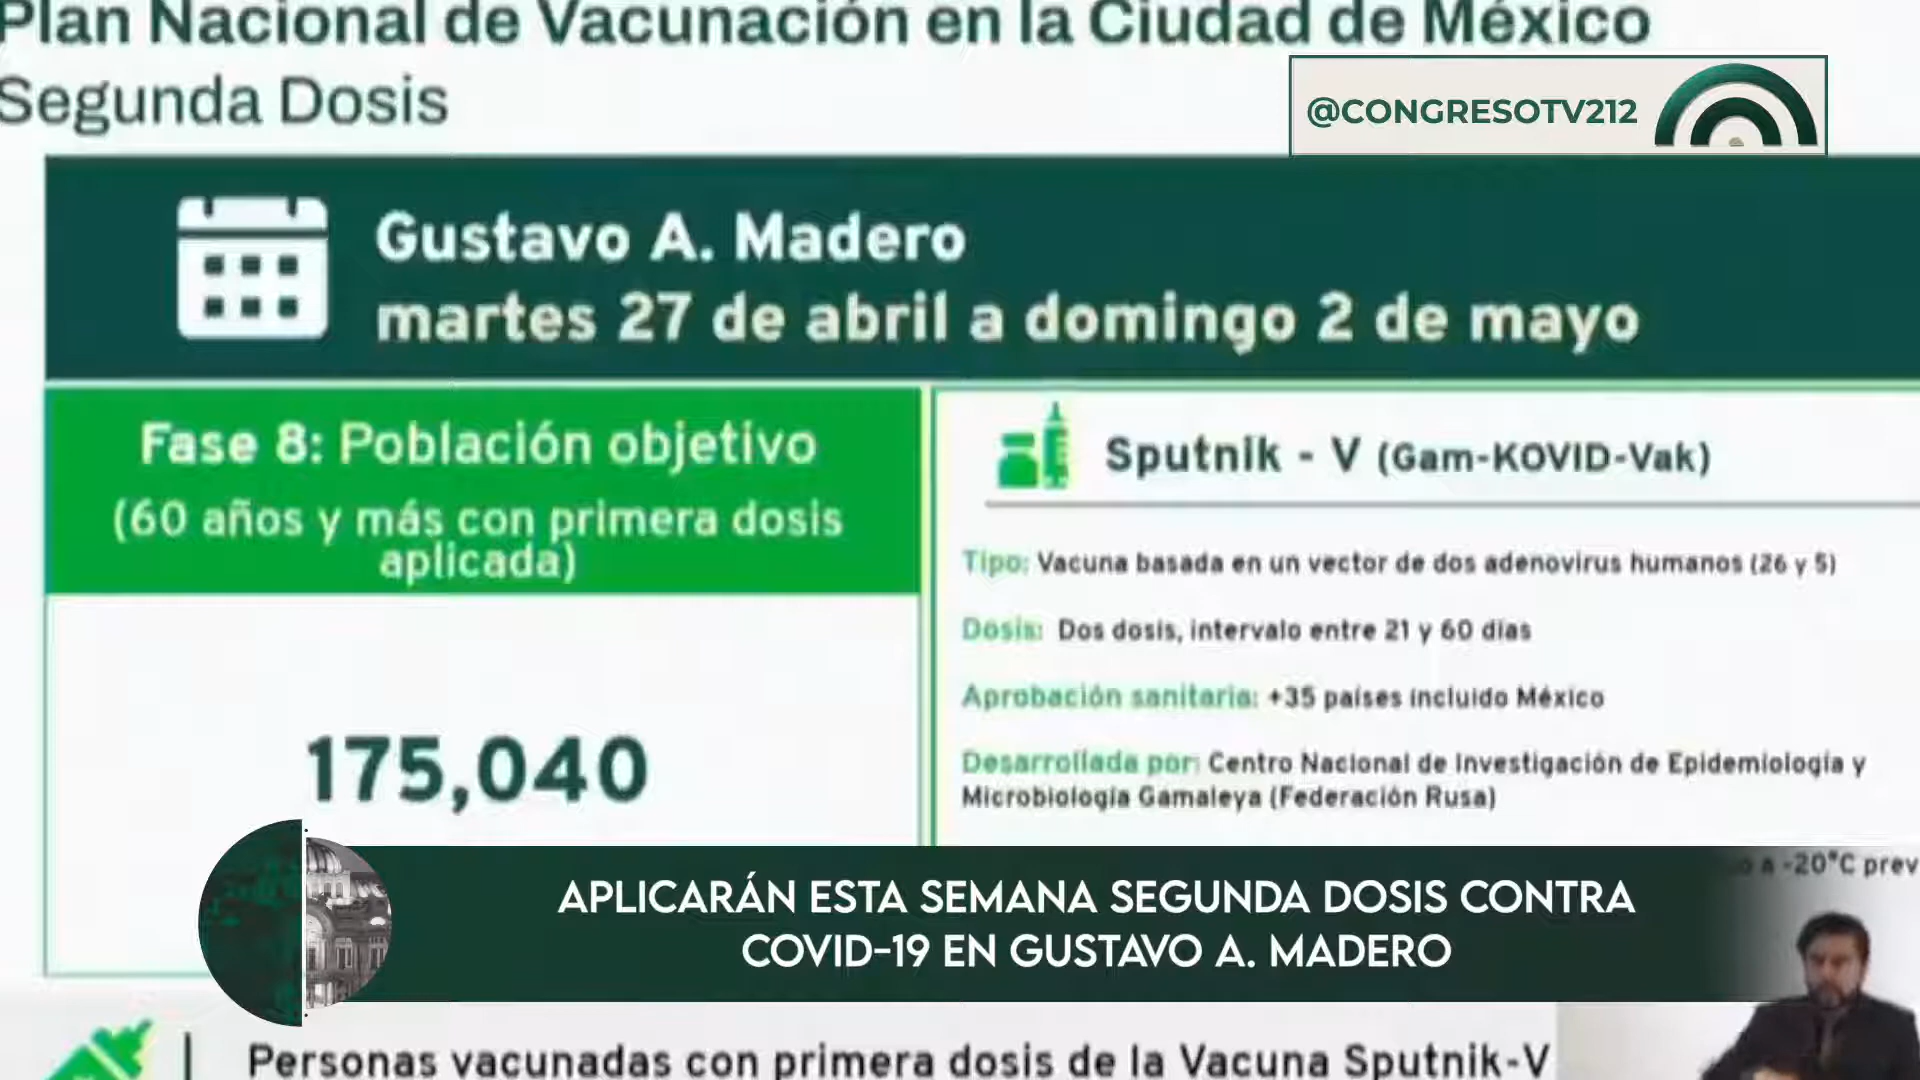 Plan Nacional de Vacunación en la Ciudad de México
Segunda Dosis
@CONGRESOTV212
Gustavo A. Madero
martes 27 de abril a domingo 2 de mayo
Fase 8: Población objetivo
(60 años y más con primera dosis
aplicada)
175,040
Sputnik - V (Gam-KOVID-Vak)
Tipo: Vacuna basada en un vector de dos adenovirus humanos (26 y 5)
Dosis: Dos dosis, intervalo entre 21 y 60 días
Aprobación sanitaria: +35 países incluido México
Desarrollada por: Centro Nacional de Investigación de Epidemiología y
Microbiología Gamaleya (Federación Rusa)
a -20°C prev
APLICARÁN ESTA SEMANA SEGUNDA DOSIS CONTRA
COVID-19 EN GUSTAVO A. MADERO
Personas vacunadas con primera dosis de la Vacuna Sputnik-V